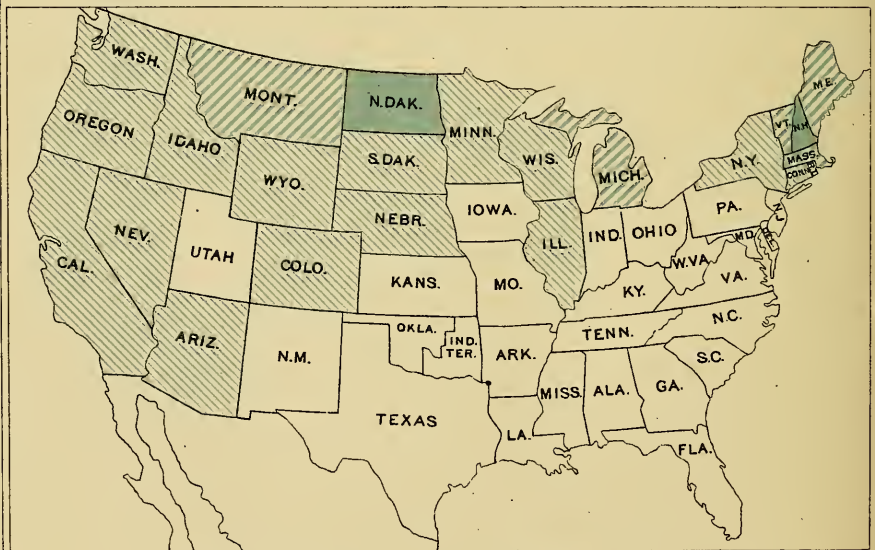 WASH.
MONT.
N.DAK.
MINN.
ME.
VT.
N.H.
OREGON
IDAHO
WYO.
S.DAK.
WIS.
MICH.
N.Y.
MASS.
CONN.
R.I.
NEBR.
IOWA.
PA.
N.J.
NEV.
UTAH
COLO.
ILL.
IND.
OHIO
MD.
DEL.
CAL.
KANS.
MO.
W.VA.
VA.
KY.
ARIZ.
N.M.
OKLA.
IND.
TER.
ARK.
TENN.
N.C.
S.C.
TEXAS
LA.
MISS.
ALA.
GA.
FLA.